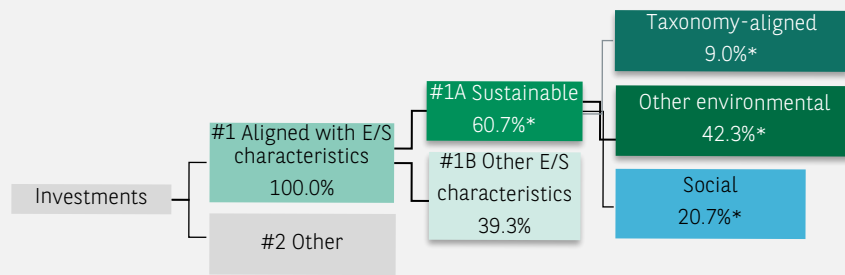 Investments
#1 Aligned with E/S
characteristics
100.0%
#2 Other
#1A Sustainable
60.7%*
#1B Other E/S
characteristics
39.3%
Taxonomy-aligned
9.0%*
Other environmental
42.3%*
Social
20.7%*